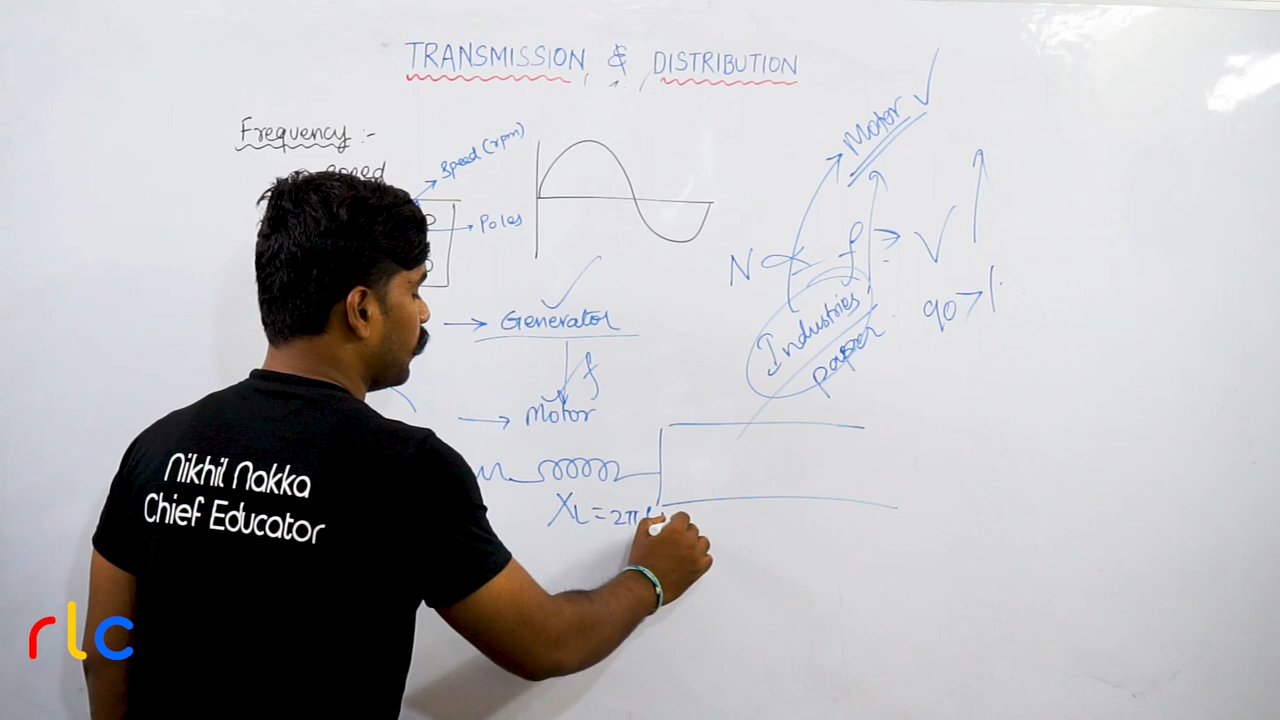 TRANSMISSION & DISTRIBUTION
Frequency :-
speed
Speed (rpm)
Poles
Motor ✓
N ∝ f ⇒ ✓
Generator
f
Motor
Industries
paper
90>1
XL = 2π
Nikhil Nakka
Chief Educator
rlc